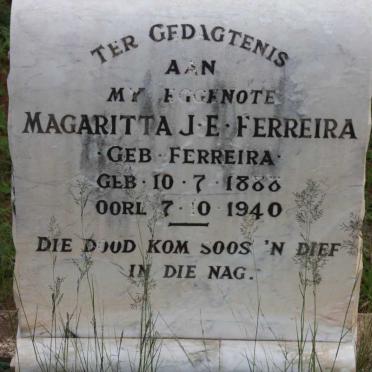 TER GEDAGTENIS
AAN
MY EGGENOTE
MAGARITTA J. E. FERREIRA
GEB. FERREIRA.
GEB. 10. 7. 1888
OORL 7. 10 1940
DIE DOOD KOM SOOS 'N DIEF
IN DIE NAG.